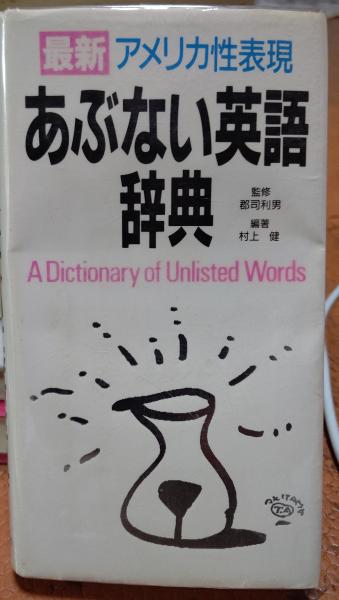 最新 アメリカ性表現
あぶない英語
辞典
監修
郡司利男
編著
村上 健
A Dictionary of Unlisted Words
T.A